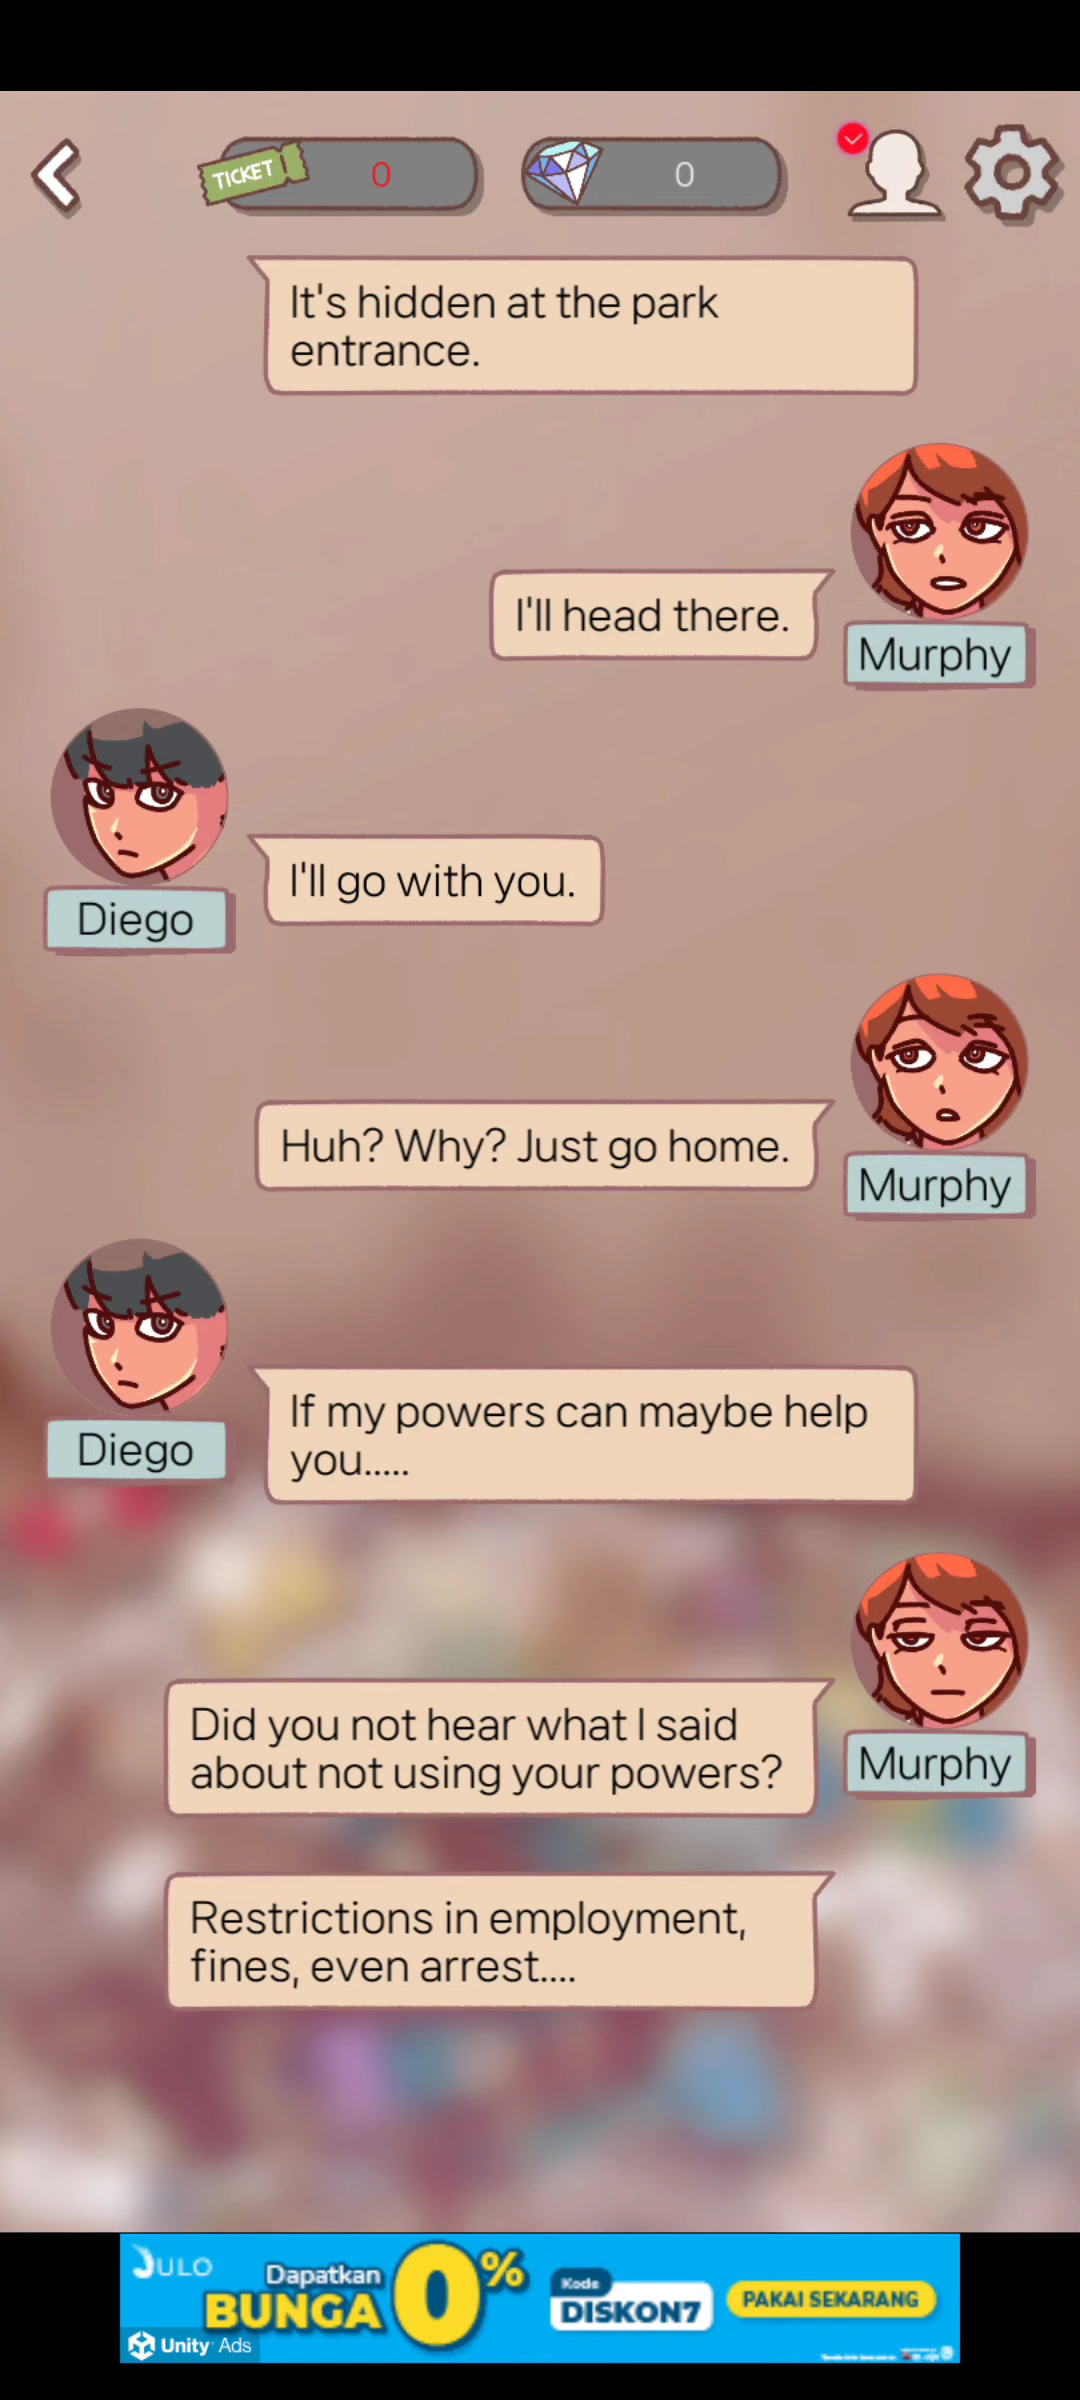 TICKET
0
0
It's hidden at the park
entrance.
I'll head there.
Murphy
Diego
I'll go with you.
Huh? Why? Just go home.
Murphy
Diego
If my powers can maybe help
you.....
Did you not hear what I said
about not using your powers?
Murphy
Restrictions in employment,
fines, even arrest....
JULO
Dapatkan
BUNGA 0%
Kode
DISKON7
PAKAI SEKARANG
Unity Ads